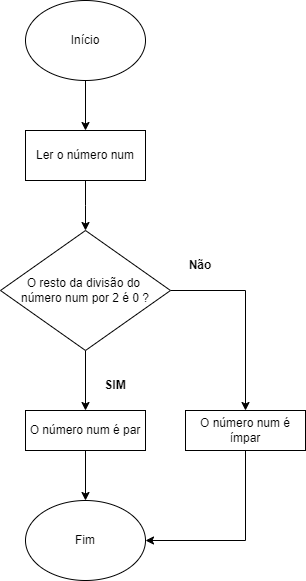 Início
Ler o número num
Não
O resto da divisão do
número num por 2 é 0 ?
SIM
O número num é par
O número num é
ímpar
Fim